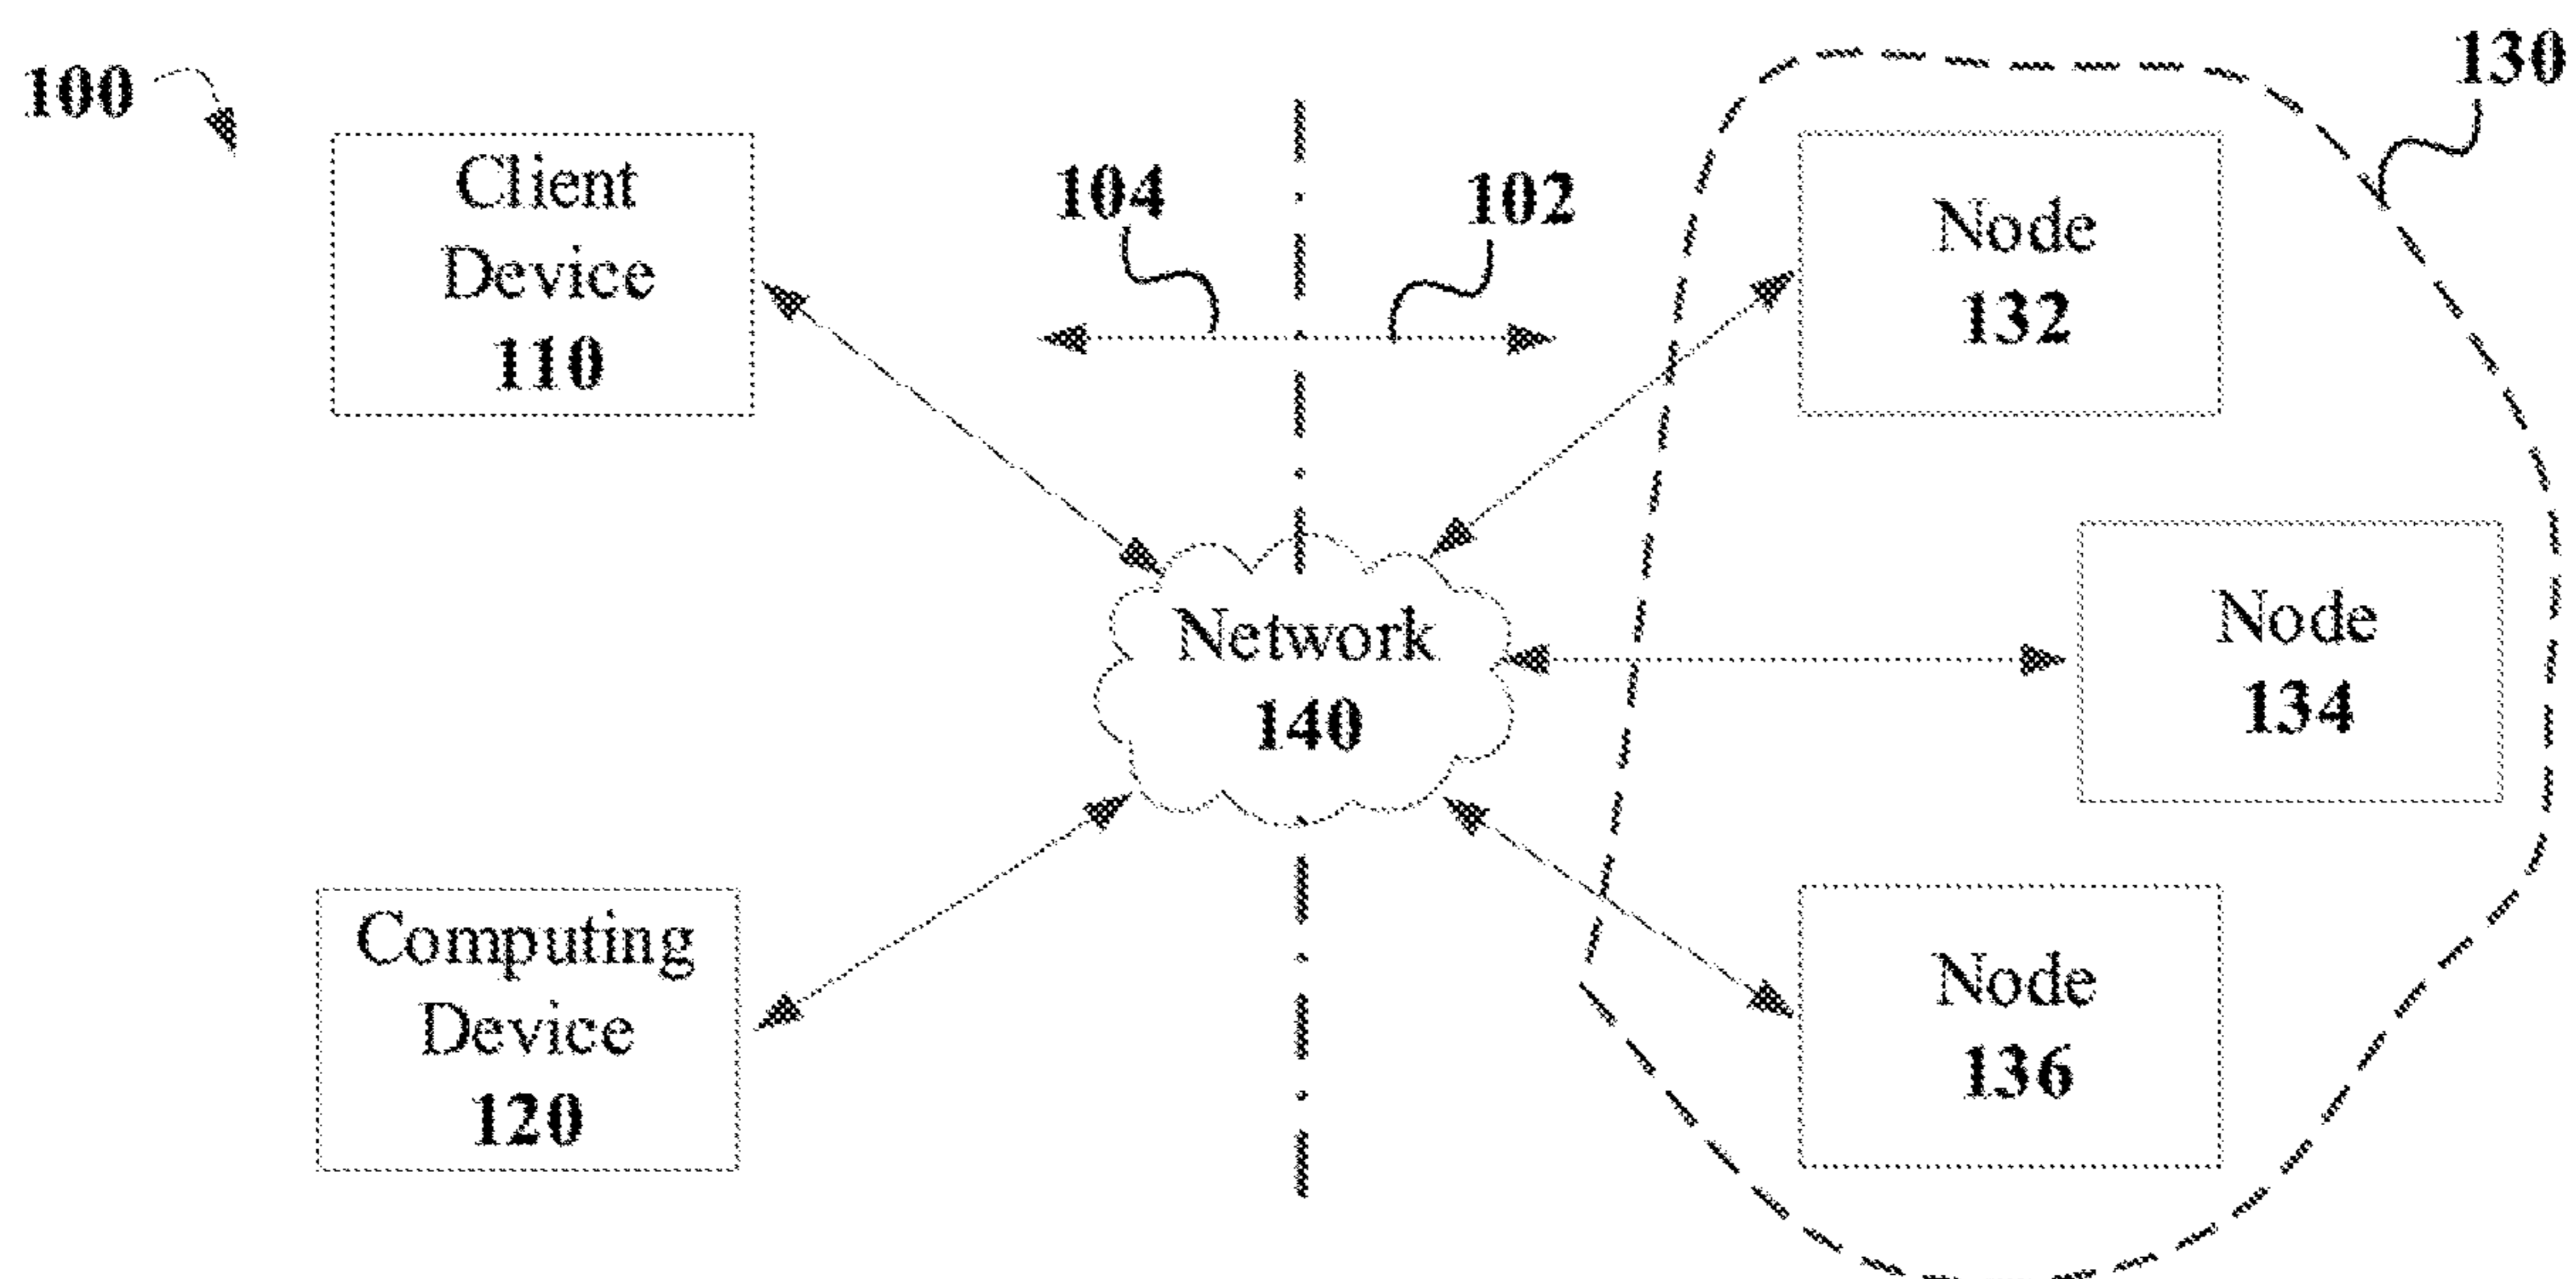 100
130
Client
Device
110
104
102
Node
132
Network
140
Node
134
Computing
Device
120
Node
136